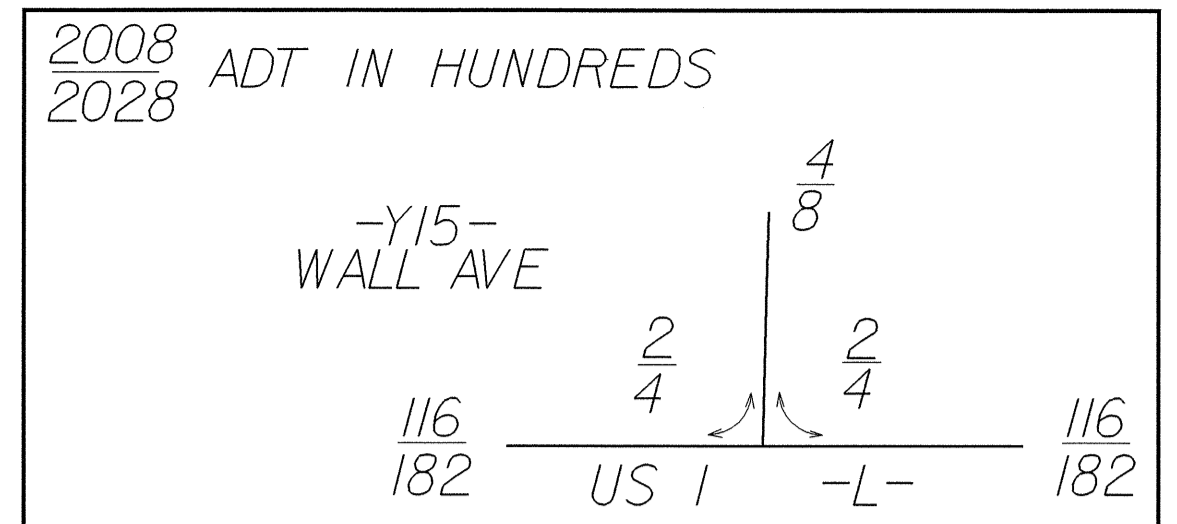 2008
2028 ADT IN HUNDREDS
4
8
-Y15-
WALL AVE
2
4
2
4
116
182
116
182
US 1 -L-